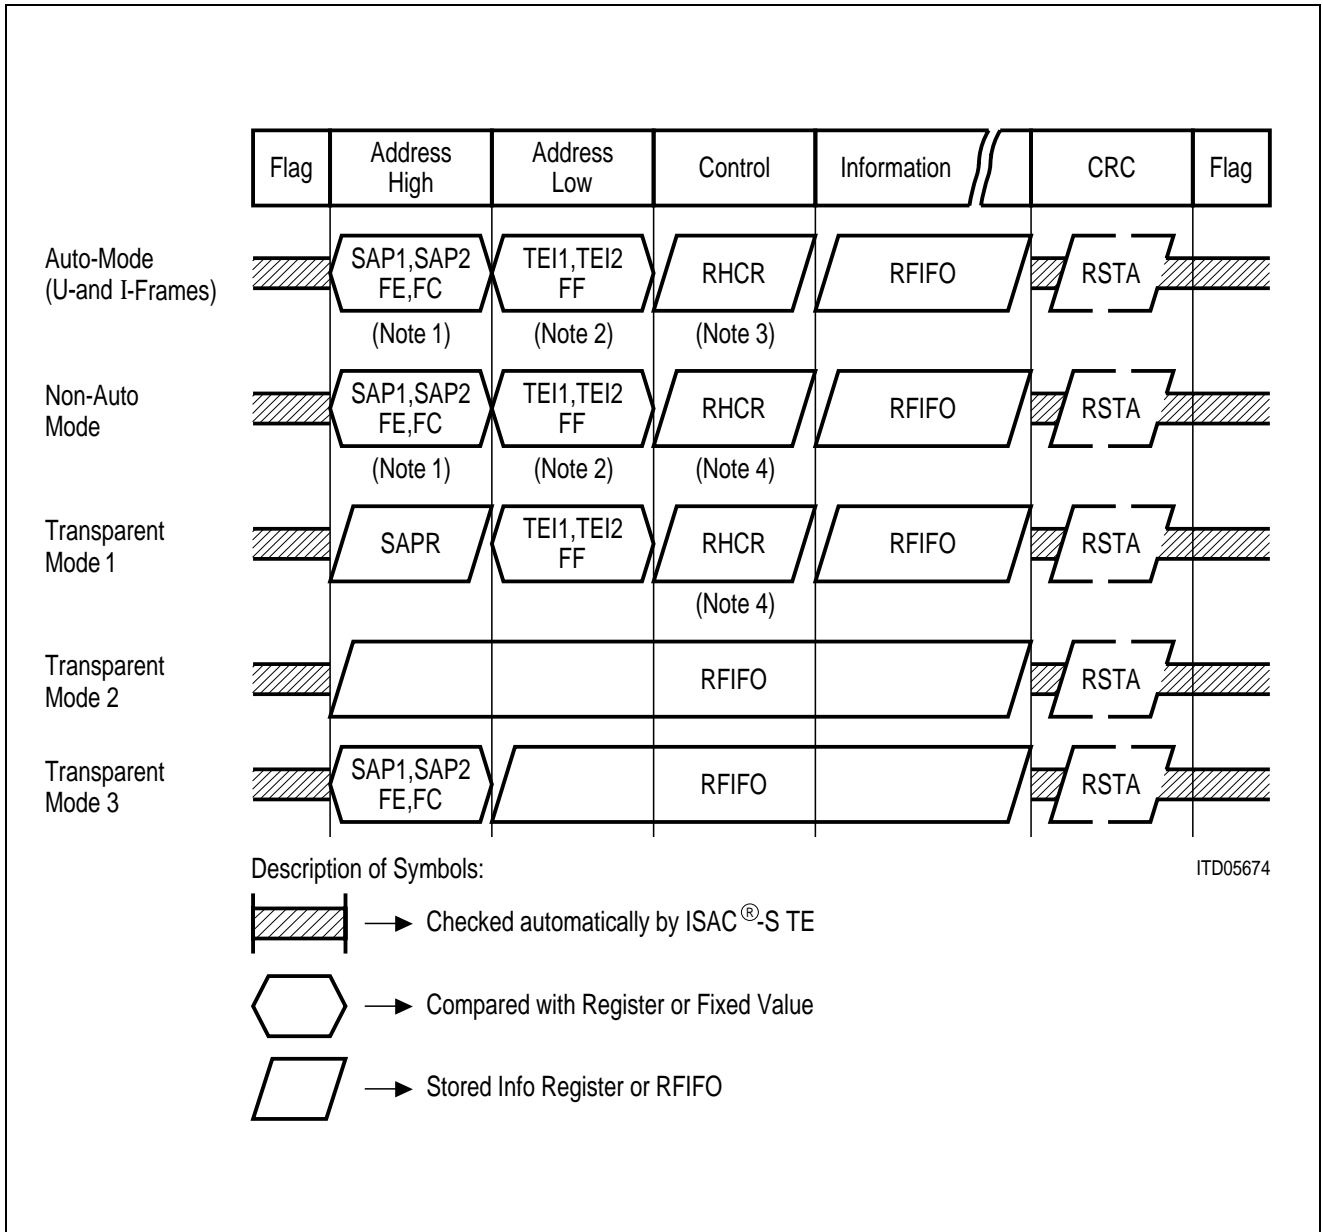 Flag
Address
High
Address
Low
Control
Information
CRC
Flag
Auto-Mode
(U-and I-Frames)
SAP1,SAP2
FE,FC
TEI1,TEI2
FF
RHCR
RFIFO
RSTA
(Note 1)
(Note 2)
(Note 3)
Non-Auto
Mode
SAP1,SAP2
FE,FC
TEI1,TEI2
FF
RHCR
RFIFO
RSTA
(Note 1)
(Note 2)
(Note 4)
Transparent
Mode 1
SAPR
TEI1,TEI2
FF
RHCR
RFIFO
RSTA
(Note 4)
Transparent
Mode 2
RFIFO
RSTA
Transparent
Mode 3
SAP1,SAP2
FE,FC
RFIFO
RSTA
Description of Symbols:
ITD05674
Checked automatically by ISAC ®-S TE
Compared with Register or Fixed Value
Stored Info Register or RFIFO